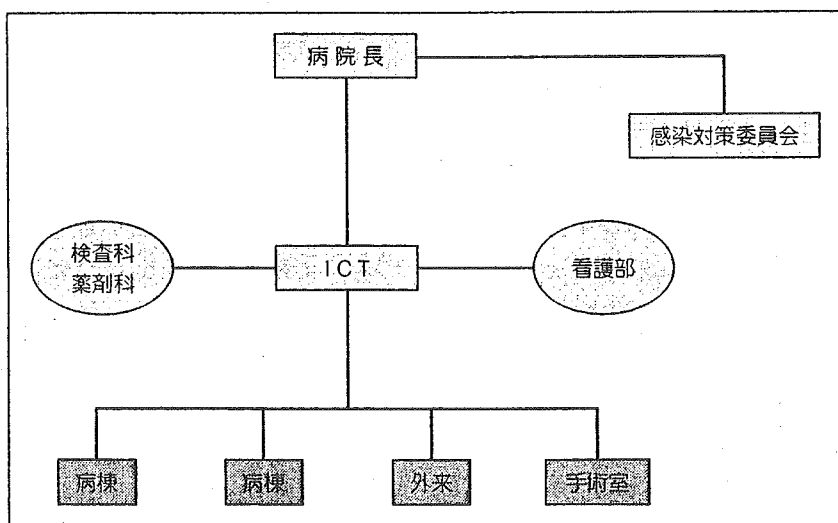 病院長
感染対策委員会
検査科
薬剤科
ICT
看護部
病棟
病棟
外来
手術室